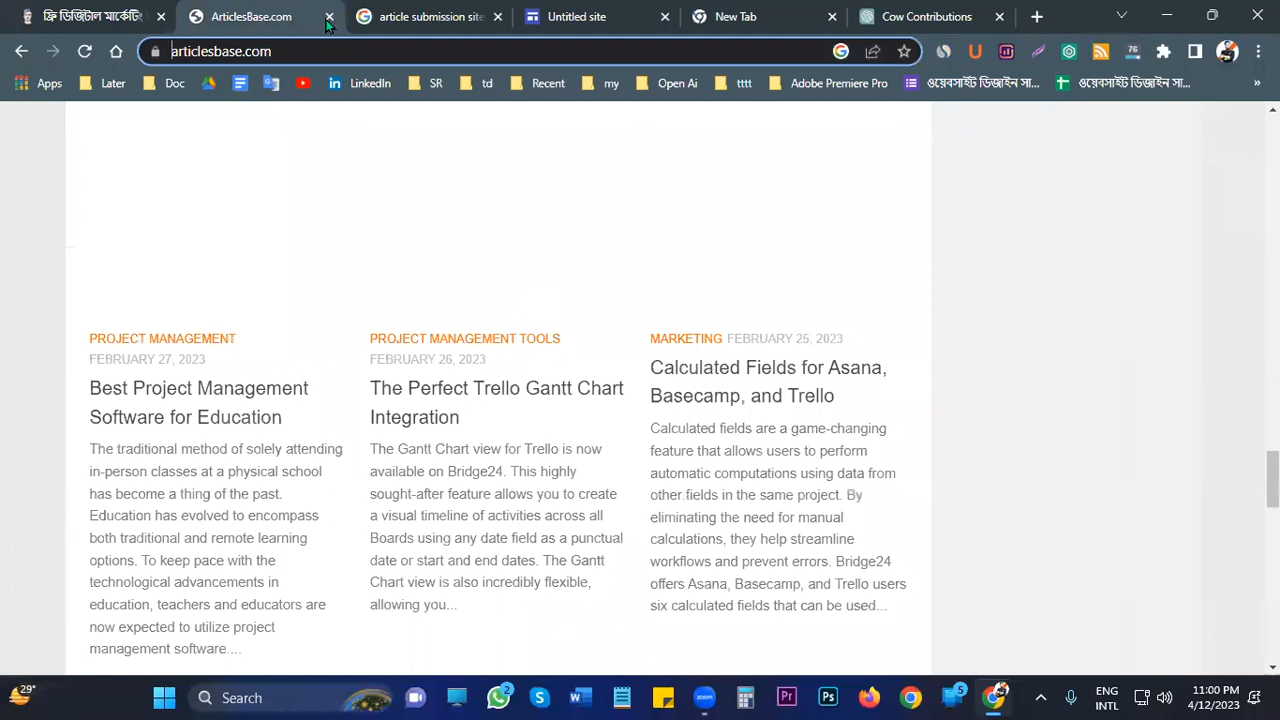 ফ্রি ডিজিটাল মার্কেটিং
ArticlesBase.com
article submission site
Untitled site
New Tab
Cow Contributions
articlesbase.com
76
Apps
Later
Doc
LinkedIn
SR
td
Recent
my
Open Ai
tttt
Adobe Premiere Pro
ওয়েবসাইট ডিজাইন সা...
ওয়েবসাইট ডিজাইন সা...
»
PROJECT MANAGEMENT
FEBRUARY 27, 2023
Best Project Management
Software for Education
The traditional method of solely attending
in-person classes at a physical school
has become a thing of the past.
Education has evolved to encompass
both traditional and remote learning
options. To keep pace with the
technological advancements in
education, teachers and educators are
now expected to utilize project
management software....
PROJECT MANAGEMENT TOOLS
FEBRUARY 26, 2023
The Perfect Trello Gantt Chart
Integration
The Gantt Chart view for Trello is now
available on Bridge24. This highly
sought-after feature allows you to create
a visual timeline of activities across all
Boards using any date field as a punctual
date or start and end dates. The Gantt
Chart view is also incredibly flexible,
allowing you...
MARKETING FEBRUARY 25, 2023
Calculated Fields for Asana,
Basecamp, and Trello
Calculated fields are a game-changing
feature that allows users to perform
automatic computations using data from
other fields in the same project. By
eliminating the need for manual
calculations, they help streamline
workflows and prevent errors. Bridge24
offers Asana, Basecamp, and Trello users
six calculated fields that can be used...
29°
Search
2
zoom
Pr
Ps
5
ENG
INTL
11:00 PM
4/12/2023